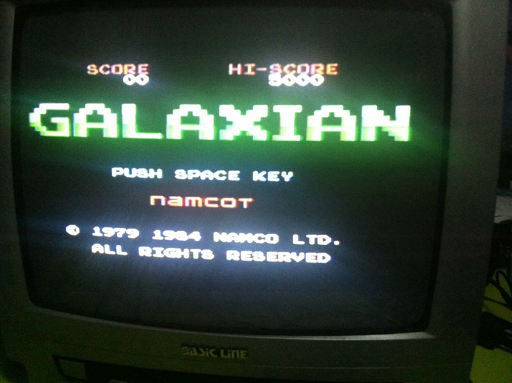 SCORE HI-SCORE
00 5000
GALAXIAN
PUSH SPACE KEY
namcot
© 1979 1984 NAMCO LTD.
ALL RIGHTS RESERVED
BASIC LINE